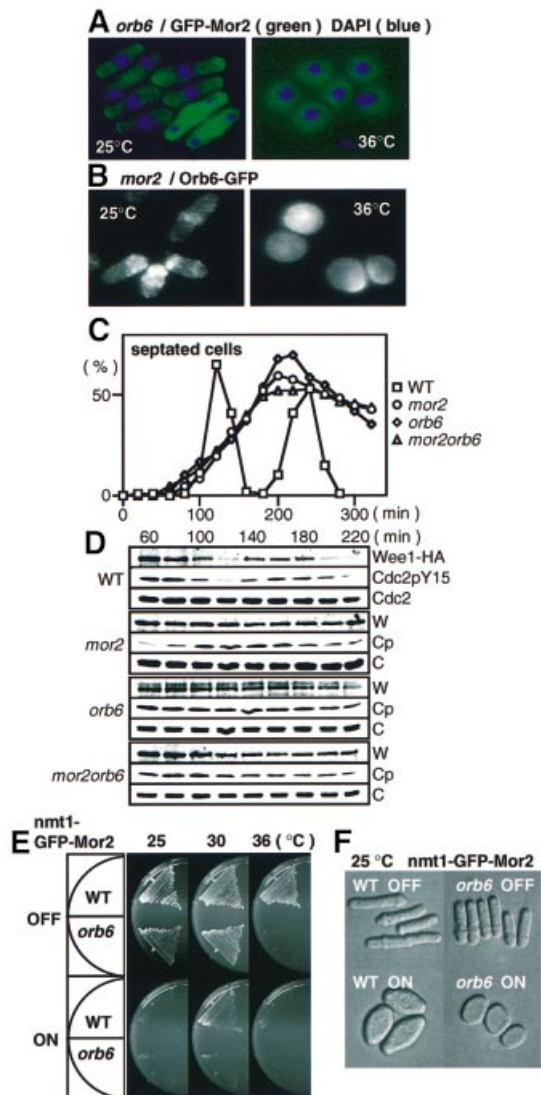 A orb6 / GFP-Mor2 ( green ) DAPI ( blue )
25°C
36°C
B mor2 / Orb6-GFP
25°C
36°C
C
septated cells
( % )
50
0
0 100 200 300 ( min )
WT
mor2
orb6
mor2orb6
D
60 100 140 180 220 ( min )
WT
Wee1-HA
Cdc2pY15
Cdc2
mor2
W
Cp
C
orb6
W
Cp
C
mor2orb6
W
Cp
C
E
nmt1-
GFP-Mor2
25 30 36 ( °C )
OFF
WT
orb6
ON
WT
orb6
F
25 °C nmt1-GFP-Mor2
WT OFF
orb6 OFF
WT ON
orb6 ON